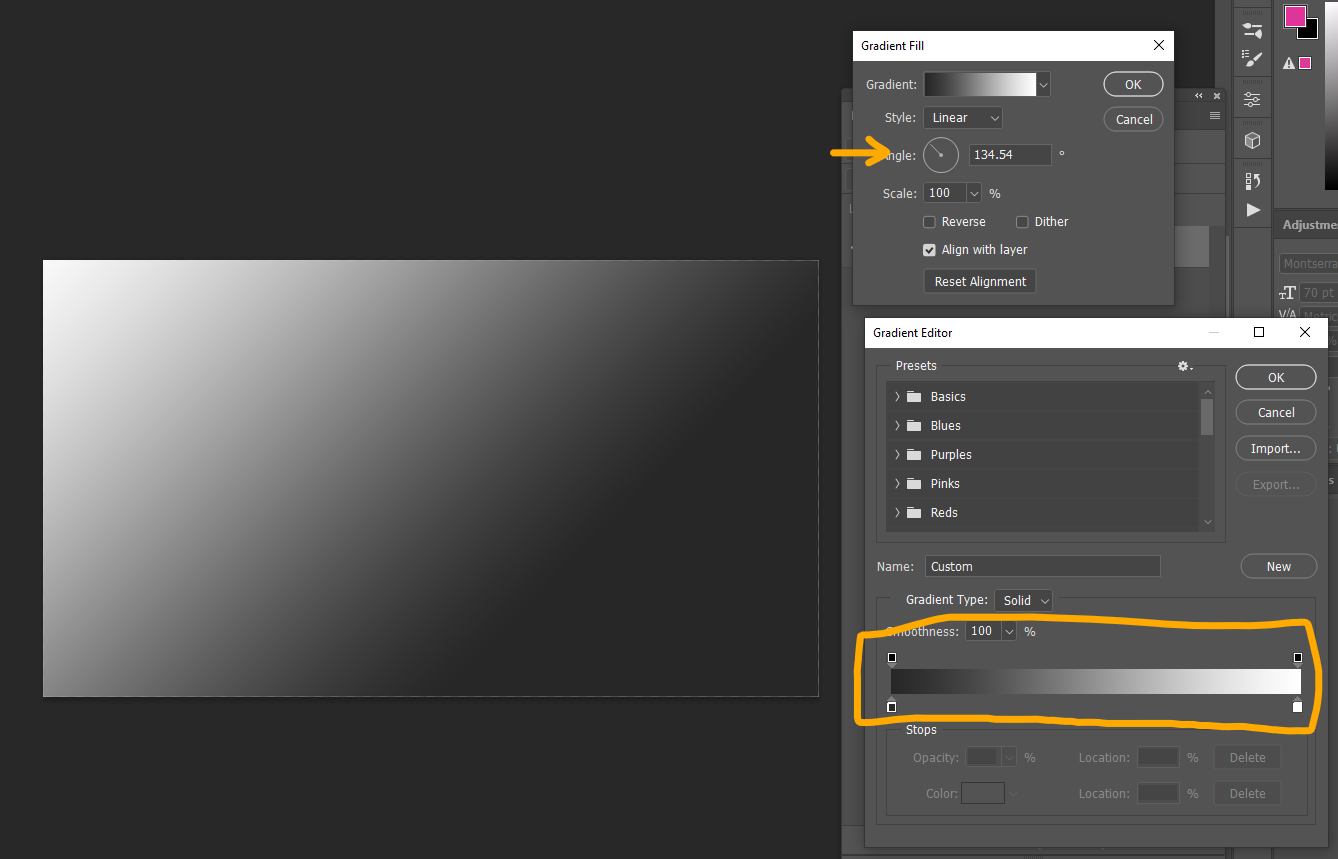 Gradient Fill
Gradient:
OK
Style: Linear
Cancel
ngle: 134.54 °
Scale: 100 %
Reverse Dither
Align with layer
Reset Alignment
Adjustme
Montserra
70 pt
Metric
Gradient Editor
Presets
Basics
Blues
Purples
Pinks
Reds
OK
Cancel
Import...
Export...
Name: Custom
New
Gradient Type: Solid
Smoothness: 100 %
Stops
Opacity: % Location: % Delete
Color: Location: % Delete